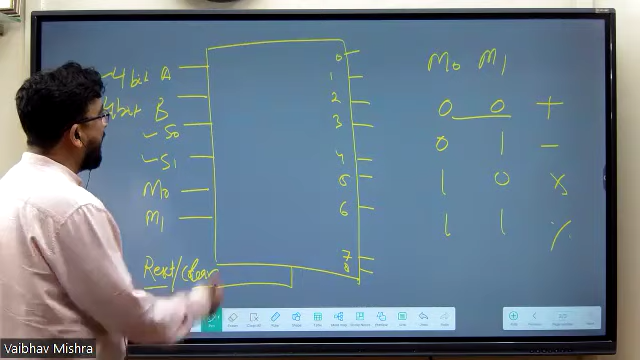 4 bit A
4 bit B
S0
S1
M0
M1
Reset/clear
0
1
2
3
4
5
6
7
8
M0 M1
0 0 +
0 1 -
1 0 x
1 1 %
Vaibhav Mishra